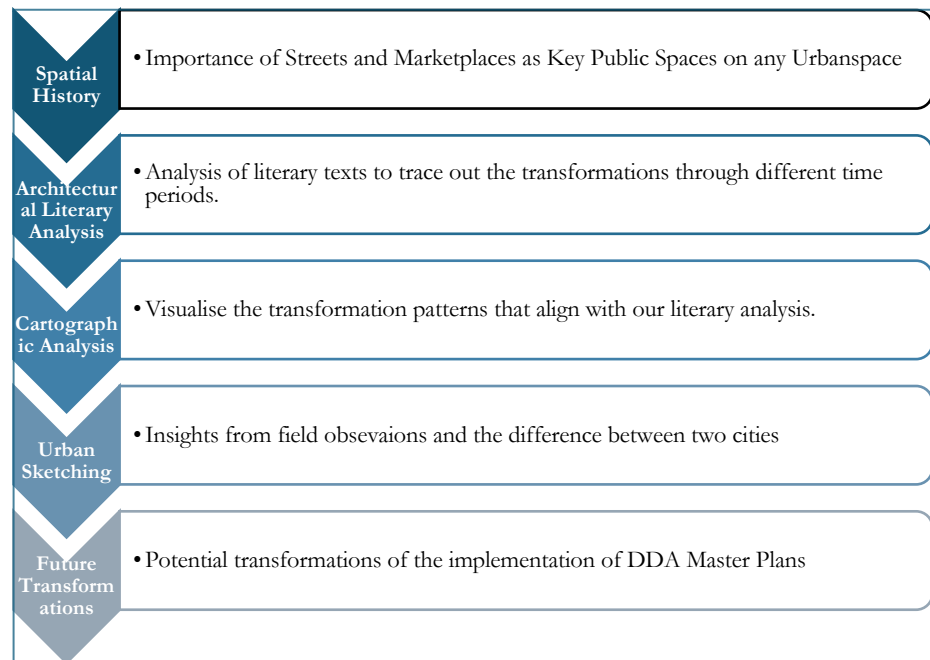 Spatial
History
• Importance of Streets and Marketplaces as Key Public Spaces on any Urbanspace
Architectur
al Literary
Analysis
• Analysis of literary texts to trace out the transformations through different time
periods.
Cartograph
ic Analysis
• Visualise the transformation patterns that align with our literary analysis.
Urban
Sketching
• Insights from field obsevaions and the difference between two cities
Future
Transform
ations
• Potential transformations of the implementation of DDA Master Plans